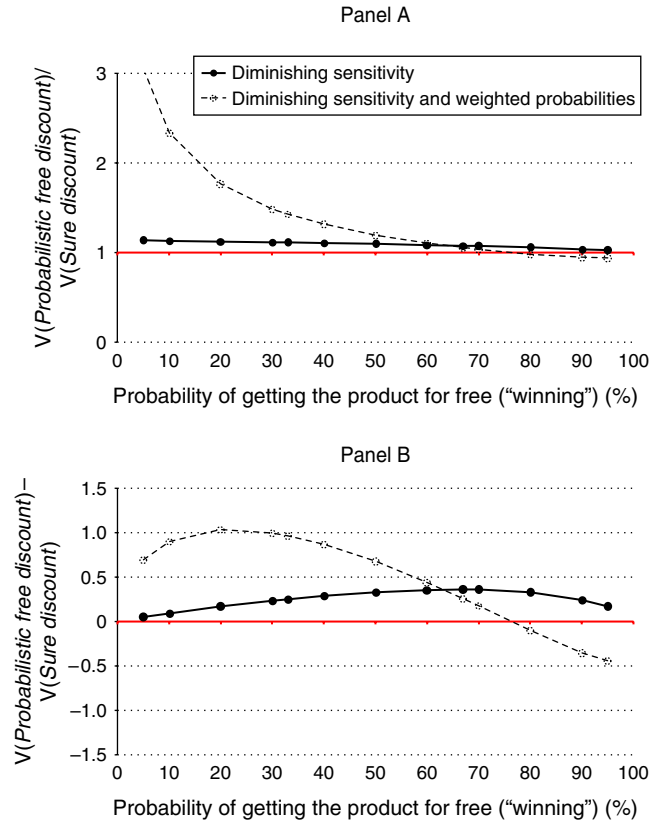 Panel A
V(Probabilistic free discount)/
V(Sure discount)
Diminishing sensitivity
Diminishing sensitivity and weighted probabilities
3
2
1
0
0 10 20 30 40 50 60 70 80 90 100
Probability of getting the product for free (“winning”) (%)
Panel B
V(Probabilistic free discount)−
V(Sure discount)
1.5
1.0
0.5
0
−0.5
−1.0
−1.5
0 10 20 30 40 50 60 70 80 90 100
Probability of getting the product for free (“winning”) (%)